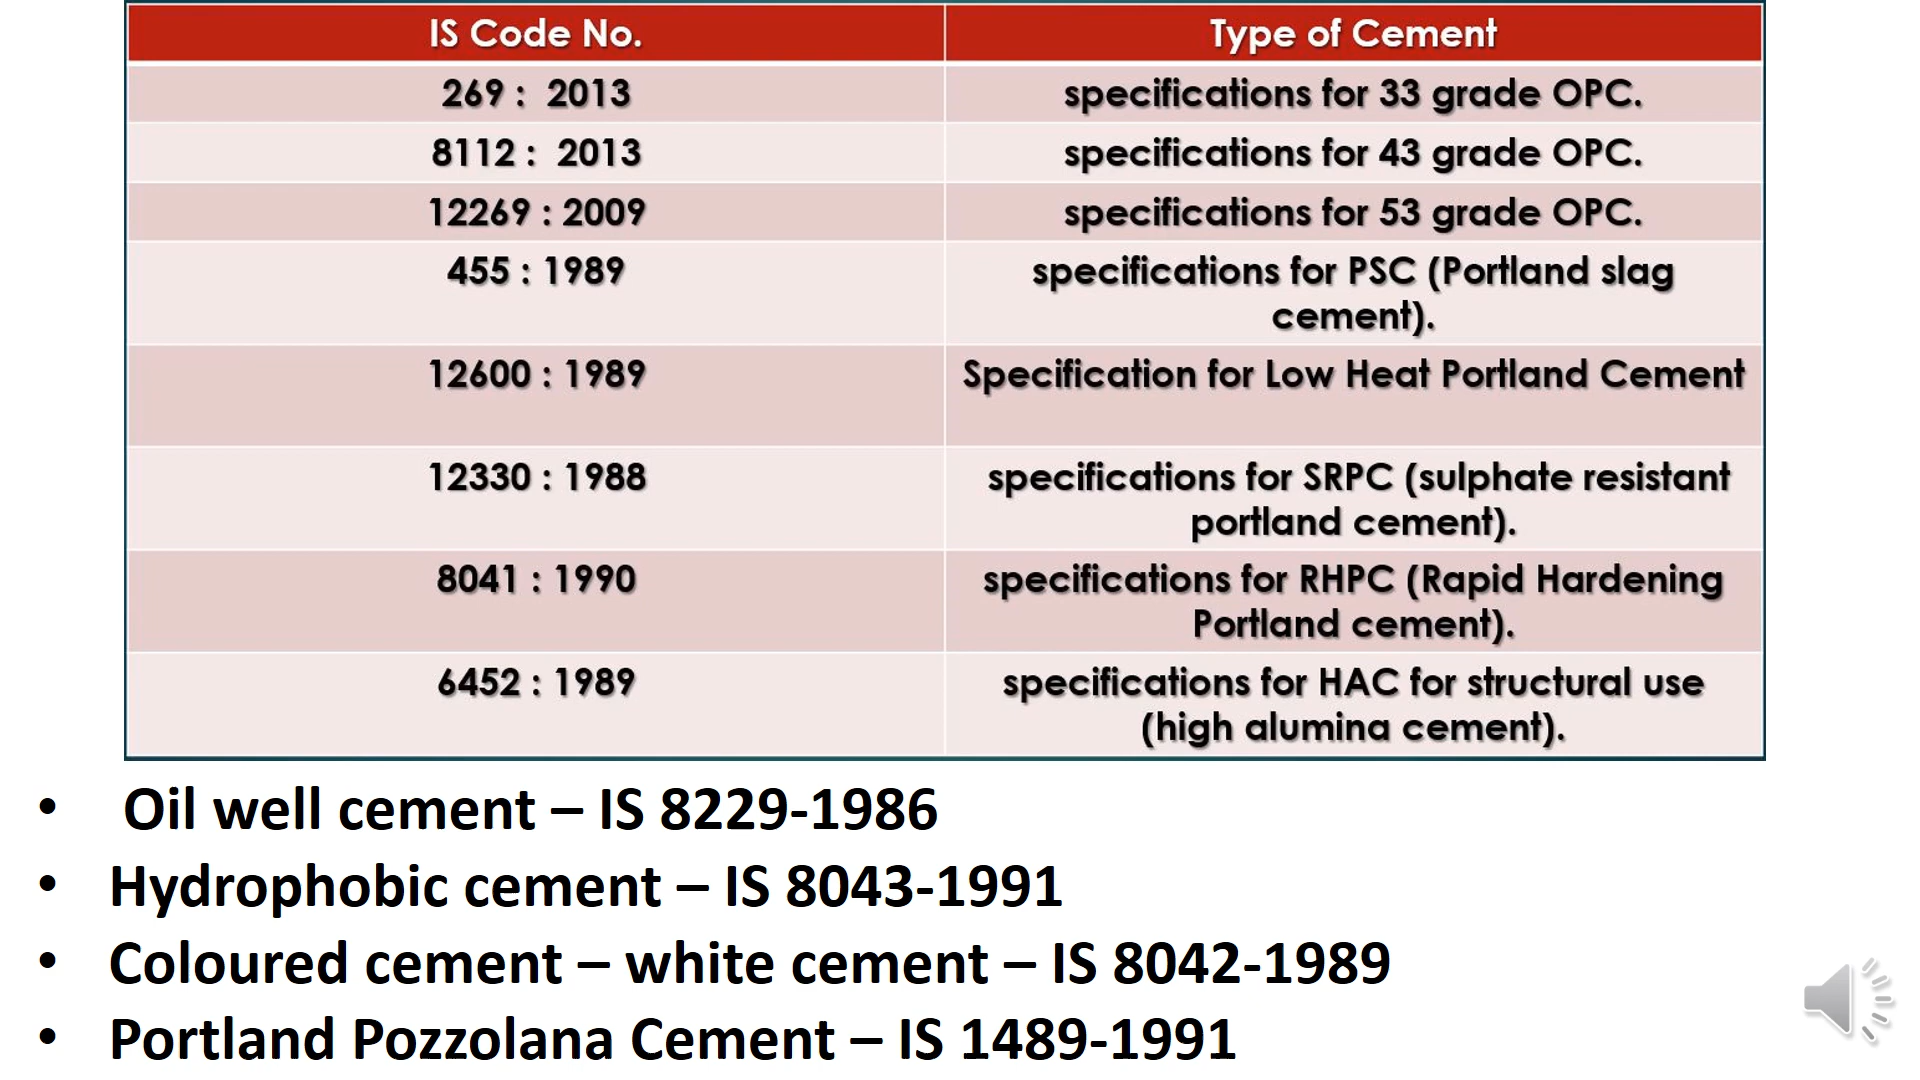 IS Code No. Type of Cement
269 : 2013 specifications for 33 grade OPC.
8112 : 2013 specifications for 43 grade OPC.
12269 : 2009 specifications for 53 grade OPC.
455 : 1989 specifications for PSC (Portland slag
cement).
12600 : 1989 Specification for Low Heat Portland Cement
12330 : 1988 specifications for SRPC (sulphate resistant
portland cement).
8041 : 1990 specifications for RHPC (Rapid Hardening
Portland cement).
6452 : 1989 specifications for HAC for structural use
(high alumina cement).
• Oil well cement – IS 8229-1986
• Hydrophobic cement – IS 8043-1991
• Coloured cement – white cement – IS 8042-1989
• Portland Pozzolana Cement – IS 1489-1991